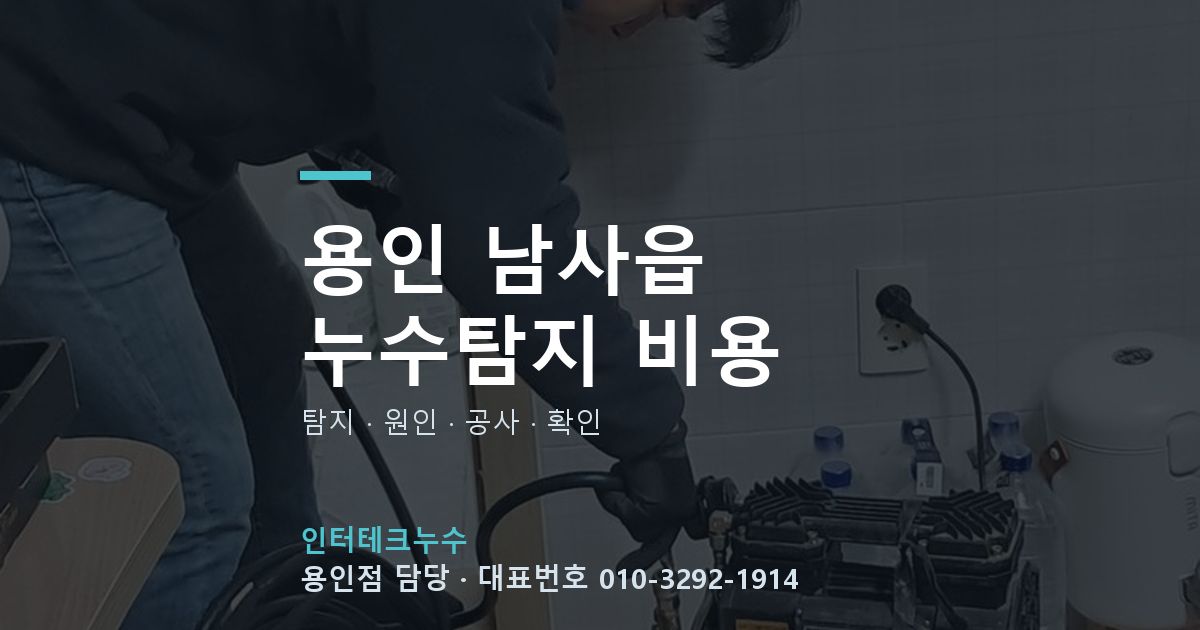 용인 남사읍
누수탐지 비용
탐지 · 원인 · 공사 · 확인
인터테크누수
용인점 담당 · 대표번호 010-3292-1914